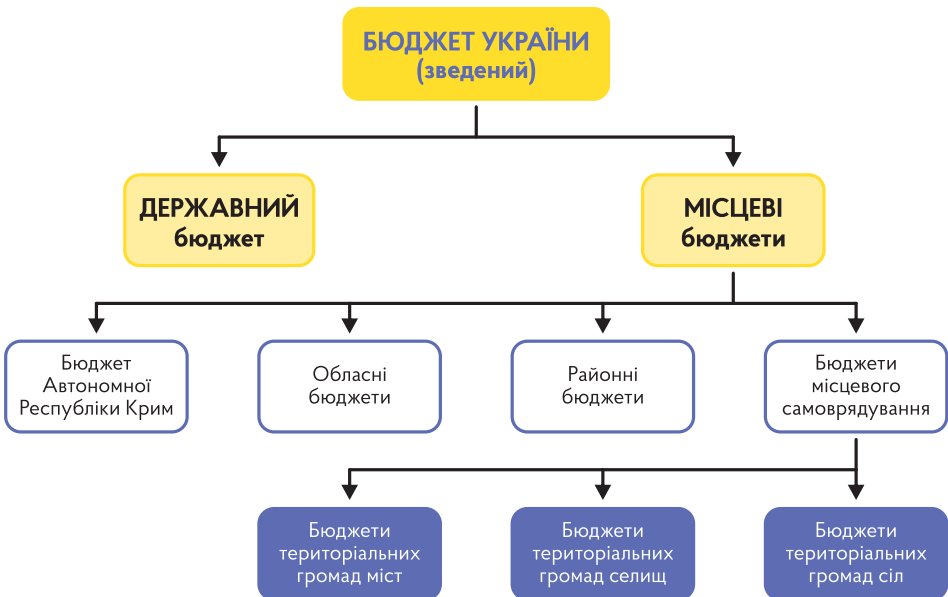 БЮДЖЕТ УКРАЇНИ
(зведений)
ДЕРЖАВНИЙ
бюджет
МІСЦЕВІ
бюджети
Бюджет
Автономної
Республіки Крим
Обласні
бюджети
Районні
бюджети
Бюджети
місцевого
самоврядування
Бюджети
територіальних
громад міст
Бюджети
територіальних
громад селищ
Бюджети
територіальних
громад сіл